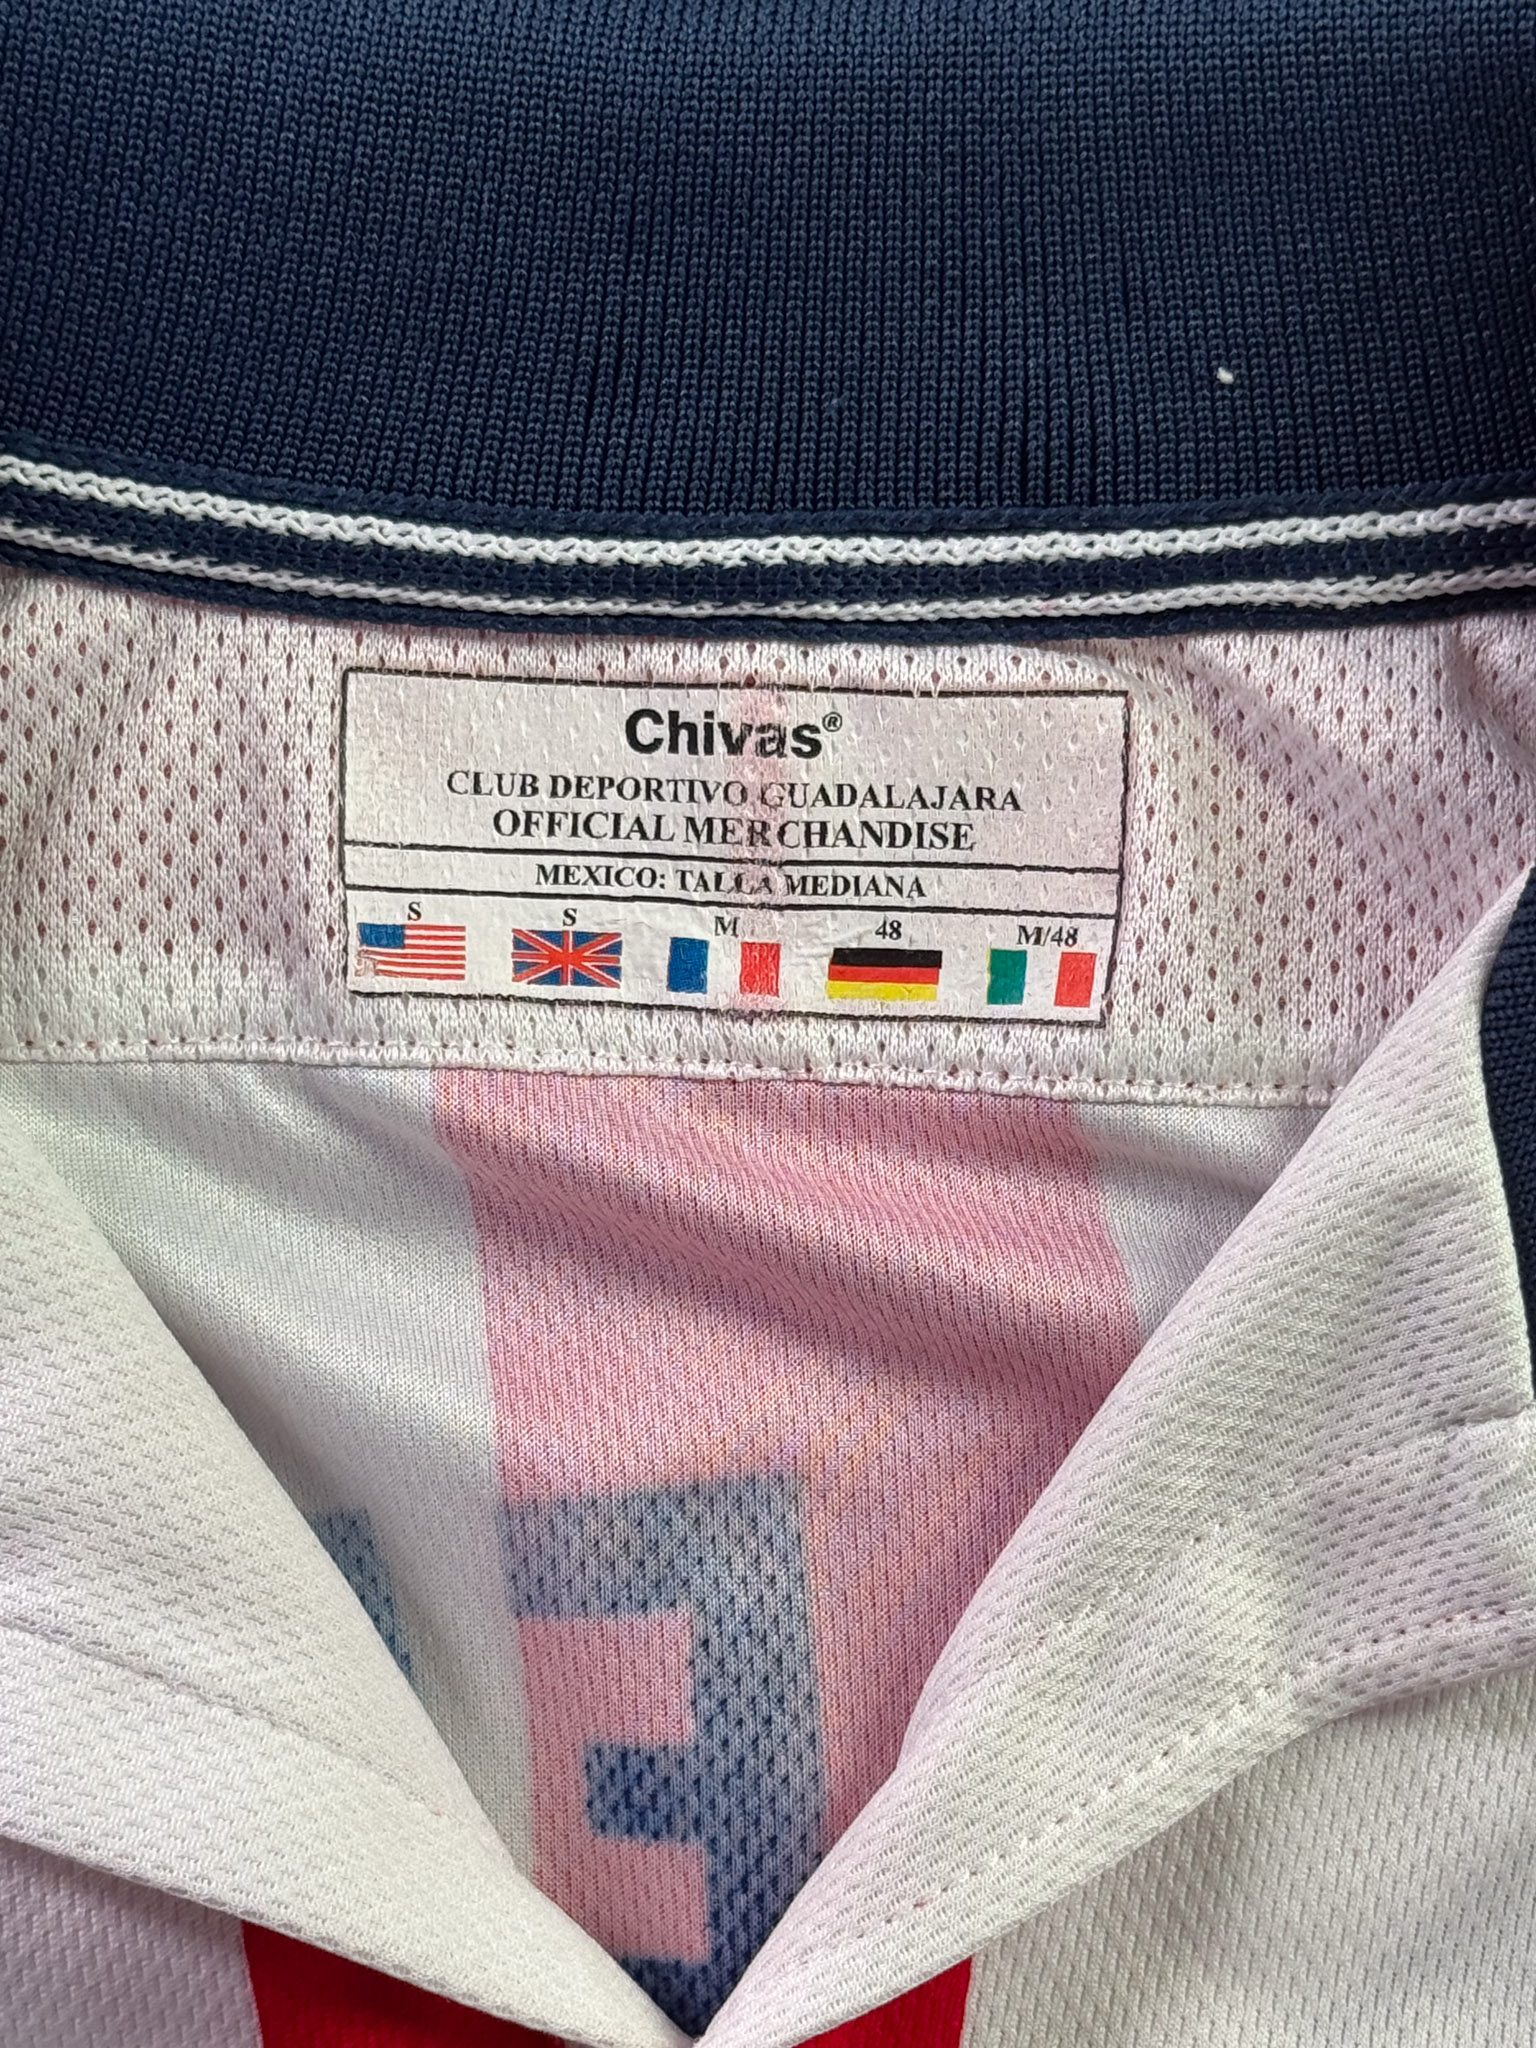 Chivas®
CLUB DEPORTIVO GUADALAJARA
OFFICIAL MERCHANDISE
MEXICO: TALLA MEDIANA
S S M 48 M/48